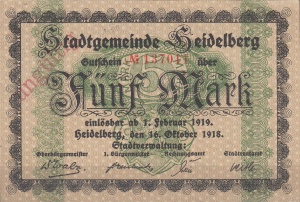 Stadtgemeinde Heidelberg
Gutschein № 137041 über
Fünf Mark
einlösbar ab 1. Februar 1919.
Heidelberg, den 16. Oktober 1918.
Stadtverwaltung:
Oberbürgermeister 1. Bürgermeister Rechnungsamt Stadtrentamt